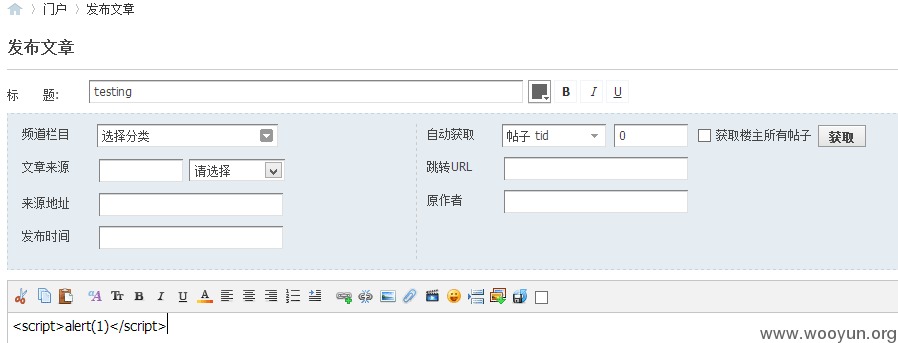 门户 发布文章
发布文章
标 题: testing B I U
频道栏目 选择分类 自动获取 帖子 tid 0 获取楼主所有帖子 获取
文章来源 请选择 跳转URL
来源地址 原作者
发布时间
A Tr B I U A
<script>alert(1)</script>
www.wooyun.org